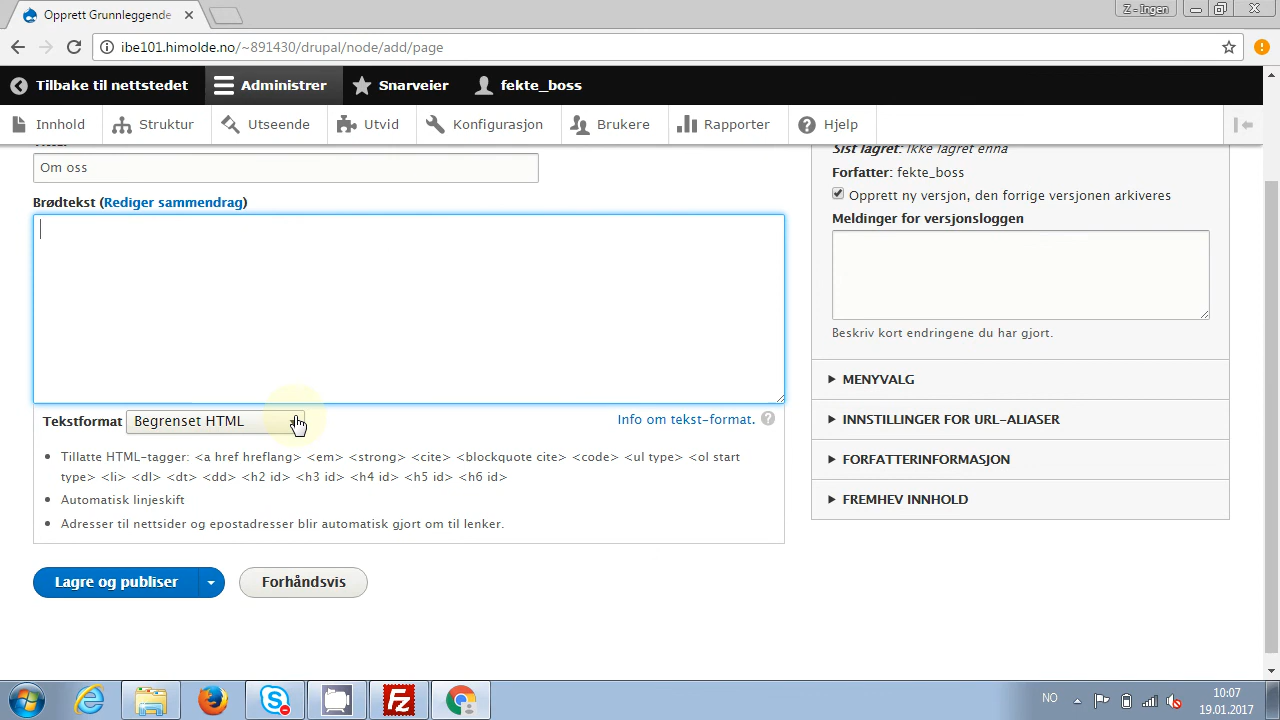 Opprett Grunnleggende
Z - Ingen
ibe101.himolde.no/~891430/drupal/node/add/page
Tilbake til nettstedet
Administrer
Snarveier
fekte_boss
Innhold
Struktur
Utseende
Utvid
Konfigurasjon
Brukere
Rapporter
Hjelp
Om oss
Brødtekst (Rediger sammendrag)
Tekstformat Begrenset HTML
Info om tekst-format. ?
Tillatte HTML-tagger: <a href hreflang> <em> <strong> <cite> <blockquote cite> <code> <ul type> <ol start
type> <li> <dl> <dt> <dd> <h2 id> <h3 id> <h4 id> <h5 id> <h6 id>
Automatisk linjeskift
Adresser til nettsider og epostadresser blir automatisk gjort om til lenker.
Lagre og publiser
Forhåndsvis
Sist lagret: Ikke lagret enna
Forfatter: fekte_boss
Opprett ny versjon, den forrige versjonen arkiveres
Meldinger for versjonsloggen
Beskriv kort endringene du har gjort.
MENYVALG
INNSTILLINGER FOR URL-ALIASER
FORFATTERINFORMASJON
FREMHEV INNHOLD
NO
10:07
19.01.2017